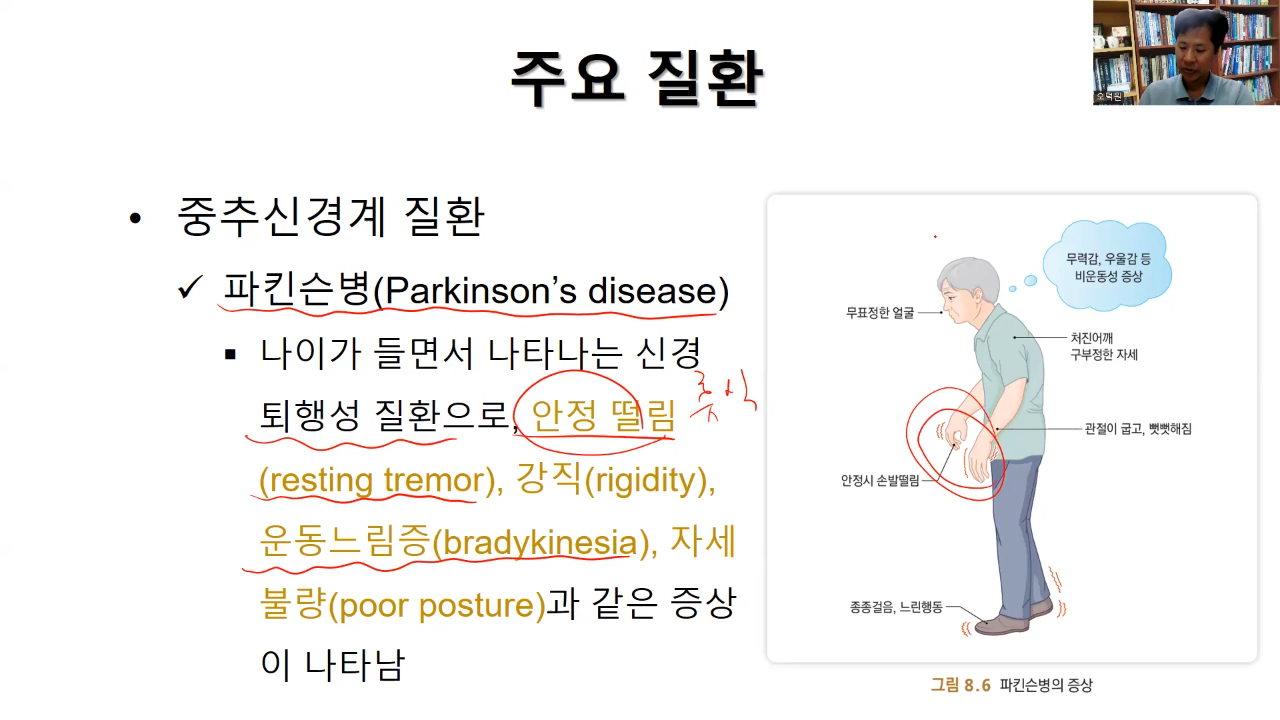 주요 질환
오덕원
• 중추신경계 질환
✓ 파킨슨병(Parkinson's disease)
▪ 나이가 들면서 나타나는 신경
퇴행성 질환으로, 안정 떨림
증상
(resting tremor), 강직(rigidity),
운동느림증(bradykinesia), 자세
불량(poor posture)과 같은 증상
이 나타남
무력감, 우울감 등
비운동성 증상
무표정한 얼굴
처진어깨
구부정한 자세
관절이 굽고, 뻣뻣해짐
안정시 손발떨림
종종걸음, 느린행동
그림 8.6 파킨슨병의 증상